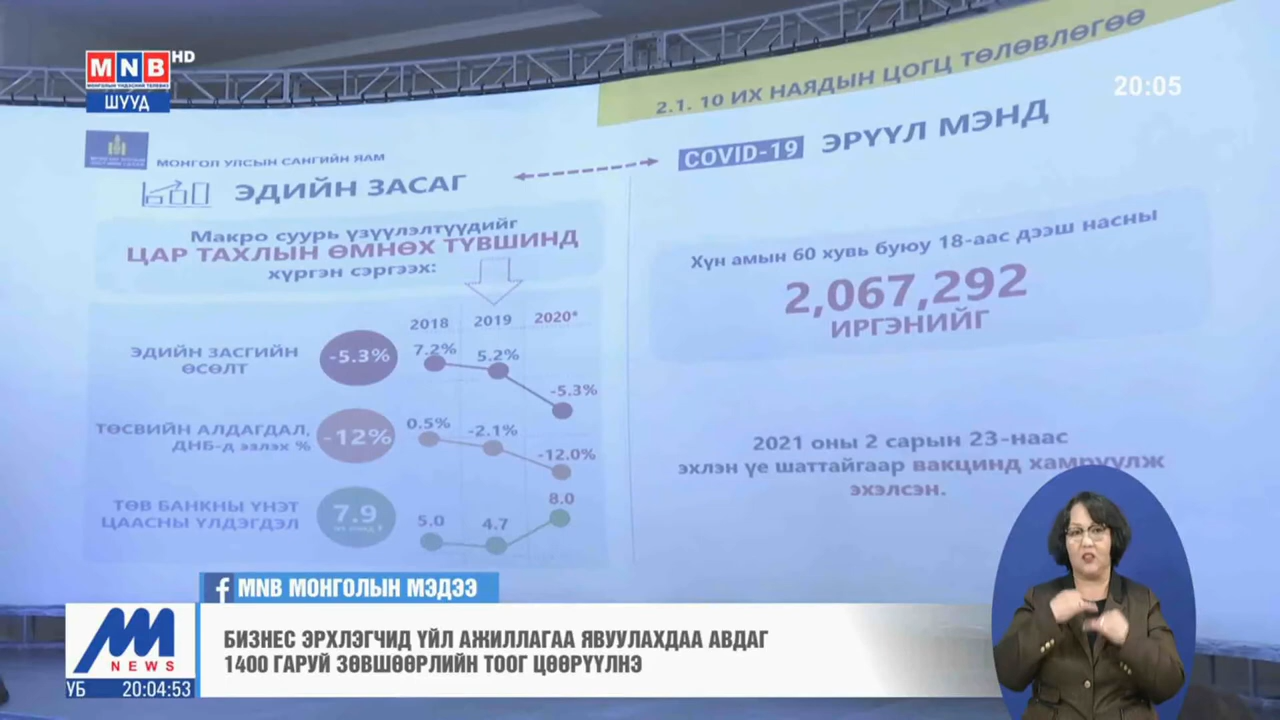 MNB HD
МОНГОЛЫН ҮНДЭСНИЙ ТЕЛЕВИЗ
ШУУД
20:05
2.1. 10 ИХ НАЯДЫН ЦОГЦ ТӨЛӨВЛӨГӨӨ
МОНГОЛ УЛСЫН САНГИЙН ЯАМ
ЭДИЙН ЗАСАГ
COVID-19 ЭРҮҮЛ МЭНД
Макро суурь үзүүлэлтүүдийг
ЦАР ТАХЛЫН ӨМНӨХ ТҮВШИНД
хүргэн сэргээх:
2018 2019 2020*
ЭДИЙН ЗАСГИЙН
ӨСӨЛТ
-5.3%
7.2% 5.2% -5.3%
ТӨСВИЙН АЛДАГДАЛ,
ДНБ-д эзлэх %
-12%
0.5% -2.1% -12.0%
ТӨВ БАНКНЫ ҮНЭТ
ЦААСНЫ ҮЛДЭГДЭЛ
7.9
5.0 4.7 8.0
Хүн амын 60 хувь буюу 18-аас дээш насны
2,067,292
ИРГЭНИЙГ
2021 оны 2 сарын 23-наас
эхлэн үе шаттайгаар вакцинд хамруулж
эхэлсэн.
f MNB МОНГОЛЫН МЭДЭЭ
БИЗНЕС ЭРХЛЭГЧИД ҮЙЛ АЖИЛЛАГАА ЯВУУЛАХДАА АВДАГ
1400 ГАРУЙ ЗӨВШӨӨРЛИЙН ТООГ ЦӨӨРҮҮЛНЭ
M
NEWS
УБ 20:04:53